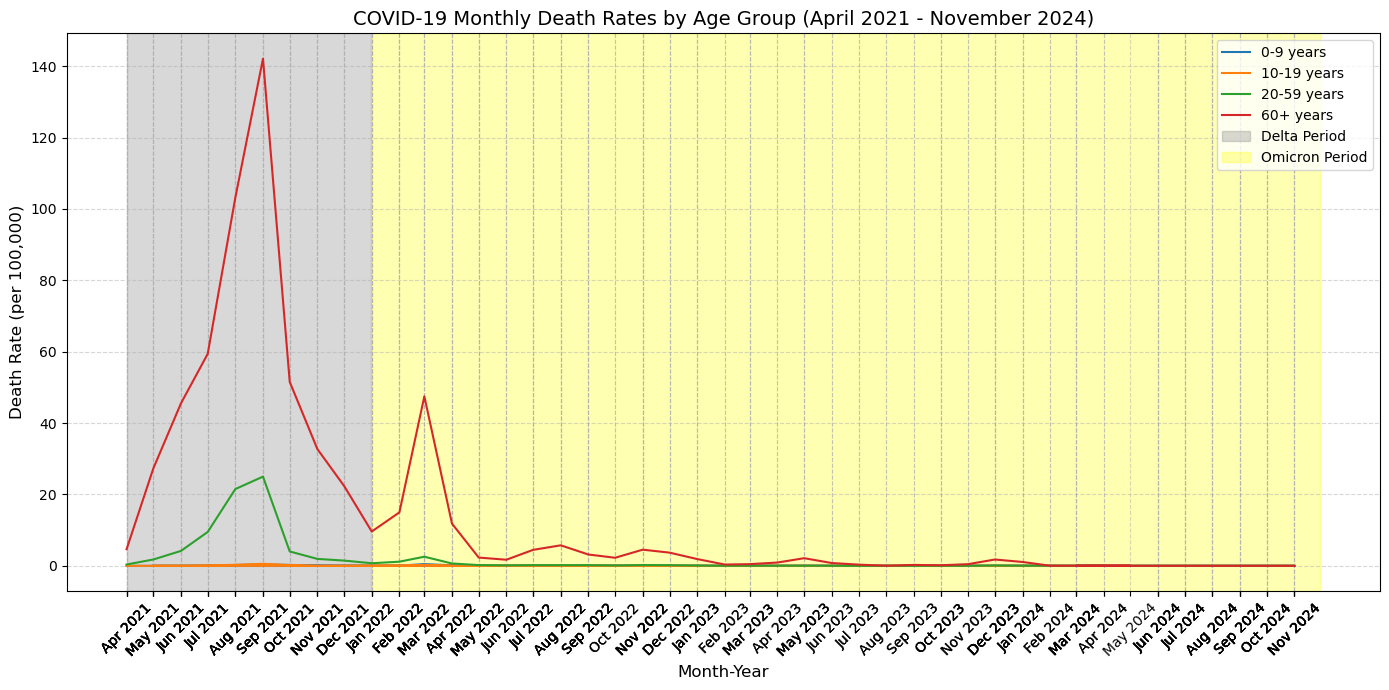 COVID-19 Monthly Death Rates by Age Group (April 2021 - November 2024)
0-9 years
10-19 years
20-59 years
60+ years
Delta Period
Omicron Period
Death Rate (per 100,000)
140
120
100
80
60
40
20
0
Apr 2021
May 2021
Jun 2021
Jul 2021
Aug 2021
Sep 2021
Oct 2021
Nov 2021
Dec 2021
Jan 2022
Feb 2022
Mar 2022
Apr 2022
May 2022
Jun 2022
Jul 2022
Aug 2022
Sep 2022
Oct 2022
Nov 2022
Dec 2022
Jan 2023
Feb 2023
Mar 2023
Apr 2023
May 2023
Jun 2023
Jul 2023
Aug 2023
Sep 2023
Oct 2023
Nov 2023
Dec 2023
Jan 2024
Feb 2024
Mar 2024
Apr 2024
May 2024
Jun 2024
Jul 2024
Aug 2024
Sep 2024
Oct 2024
Nov 2024
Month-Year